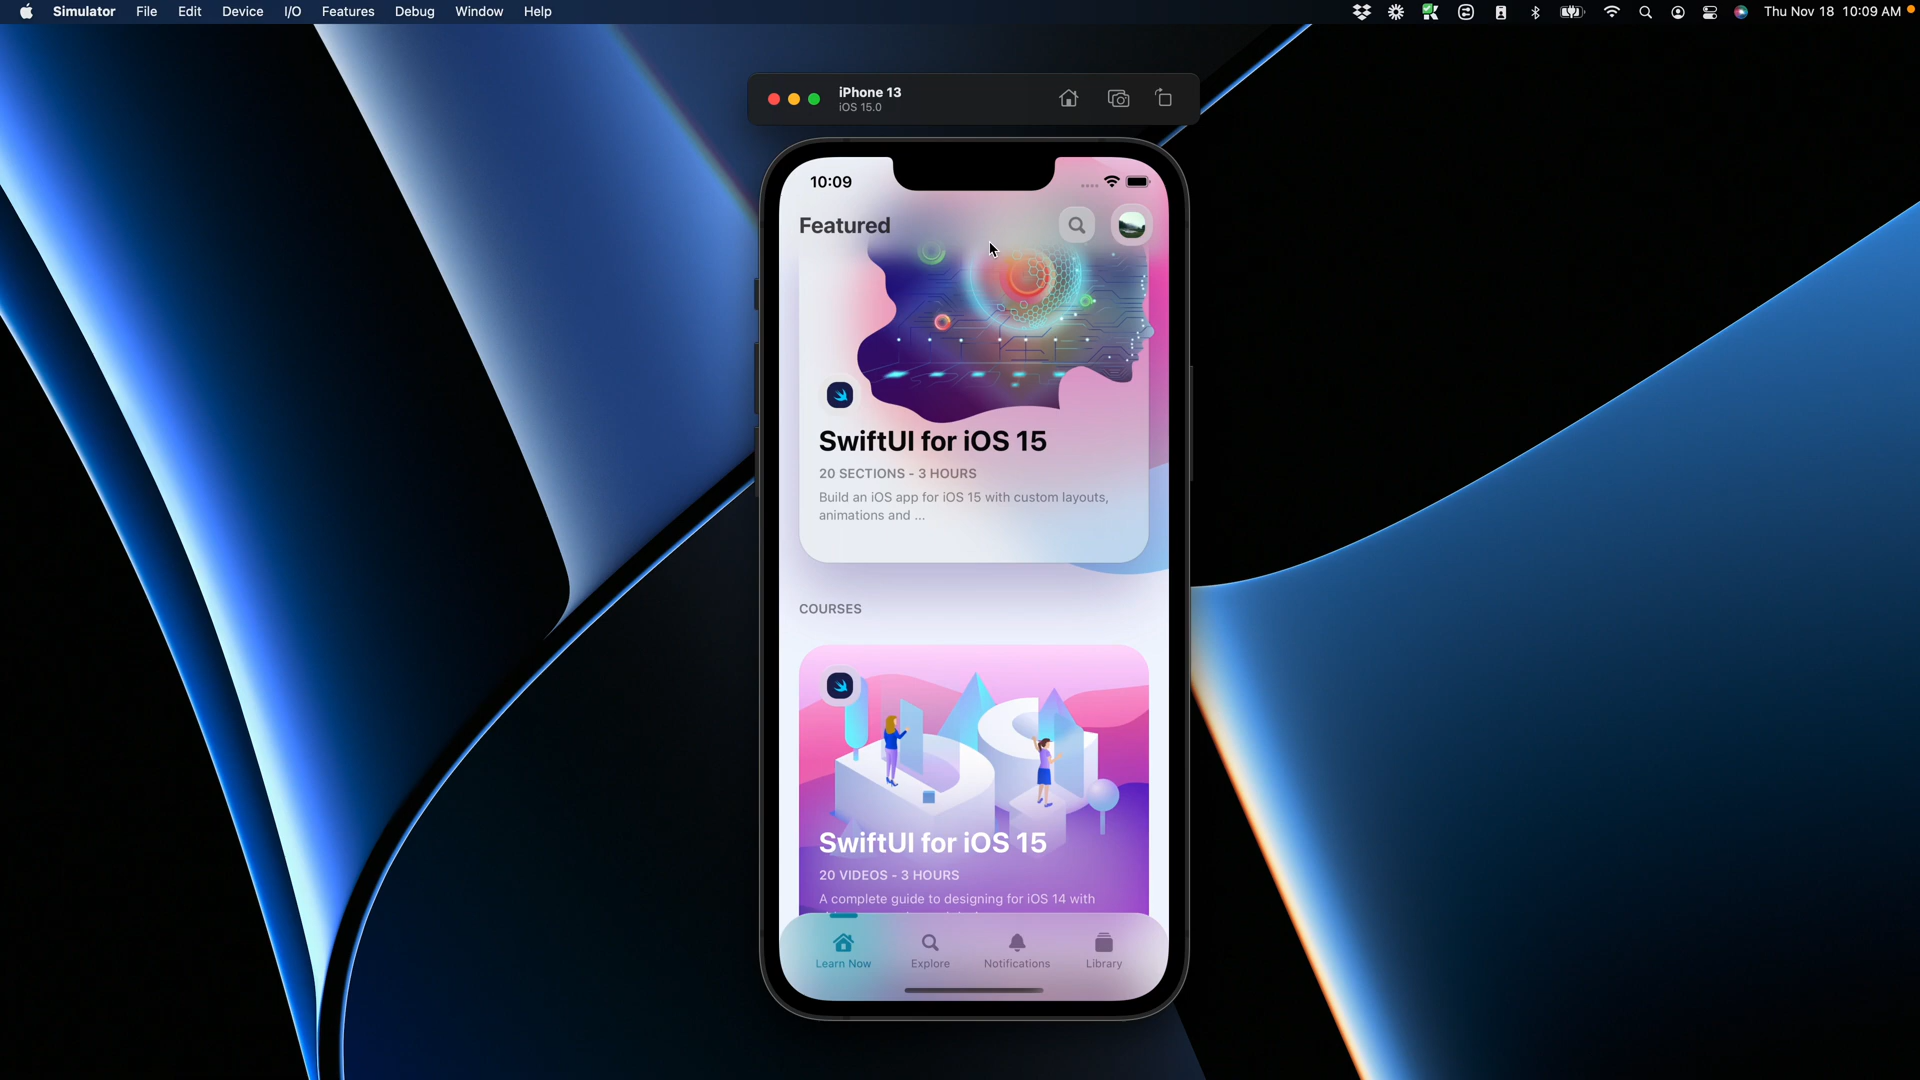 Simulator File Edit Device I/O Features Debug Window Help Thu Nov 18 10:09 AM
iPhone 13
iOS 15.0
10:09
Featured
SwiftUI for iOS 15
20 SECTIONS - 3 HOURS
Build an iOS app for iOS 15 with custom layouts,
animations and ...
COURSES
SwiftUI for iOS 15
20 VIDEOS - 3 HOURS
A complete guide to designing for iOS 14 with
Learn Now Explore Notifications Library